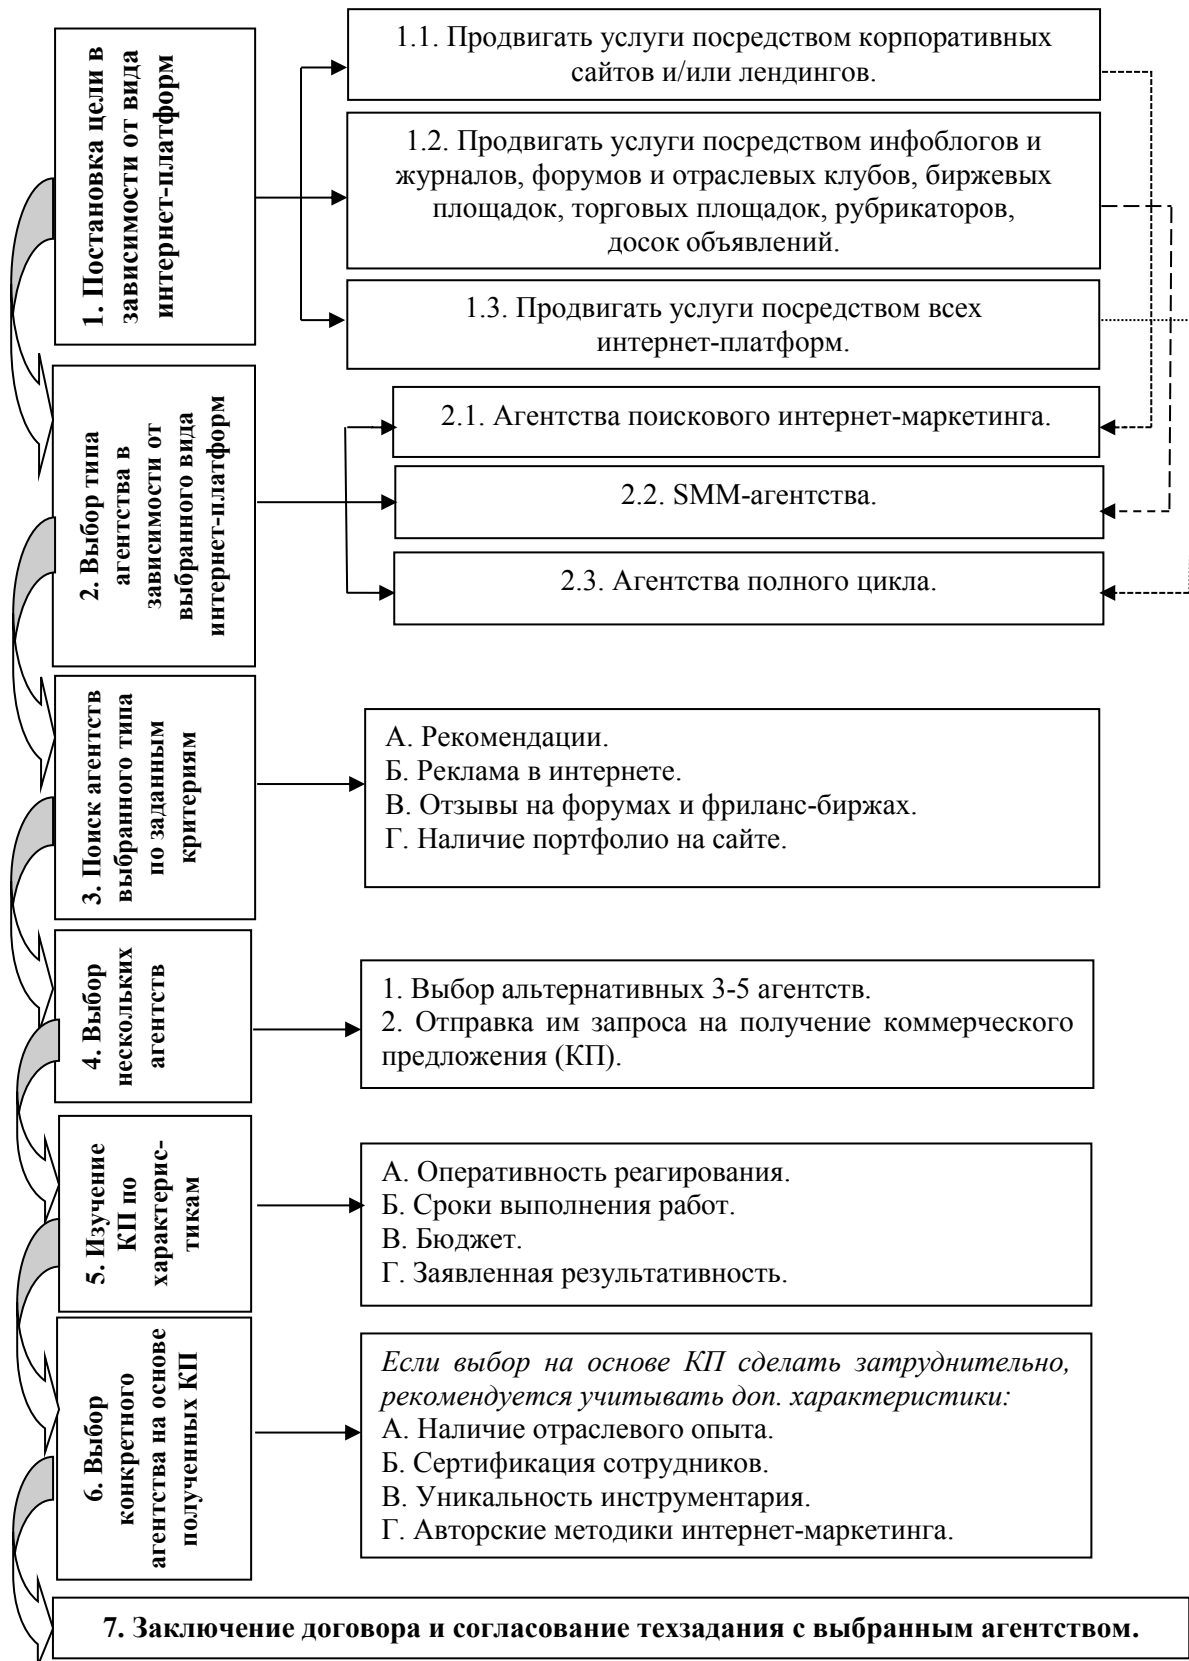 1. Постановка цели в
зависимости от вида
интернет-платформ
1.1. Продвигать услуги посредством корпоративных
сайтов и/или лендингов.
1.2. Продвигать услуги посредством инфоблогов и
журналов, форумов и отраслевых клубов, биржевых
площадок, торговых площадок, рубрикаторов,
досок объявлений.
1.3. Продвигать услуги посредством всех
интернет-платформ.
2. Выбор типа
агентства в
зависимости от
выбранного вида
интернет-платформ
2.1. Агентства поискового интернет-маркетинга.
2.2. SMM-агентства.
2.3. Агентства полного цикла.
3. Поиск агентств
выбранного типа
по заданным
критериям
А. Рекомендации.
Б. Реклама в интернете.
В. Отзывы на форумах и фриланс-биржах.
Г. Наличие портфолио на сайте.
4. Выбор
нескольких
агентств
1. Выбор альтернативных 3-5 агентств.
2. Отправка им запроса на получение коммерческого
предложения (КП).
5. Изучение
КП по
характерис-
тикам
А. Оперативность реагирования.
Б. Сроки выполнения работ.
В. Бюджет.
Г. Заявленная результативность.
6. Выбор
конкретного
агентства на основе
полученных КП
Если выбор на основе КП сделать затруднительно,
рекомендуется учитывать доп. характеристики:
А. Наличие отраслевого опыта.
Б. Сертификация сотрудников.
В. Уникальность инструментария.
Г. Авторские методики интернет-маркетинга.
7. Заключение договора и согласование техзадания с выбранным агентством.